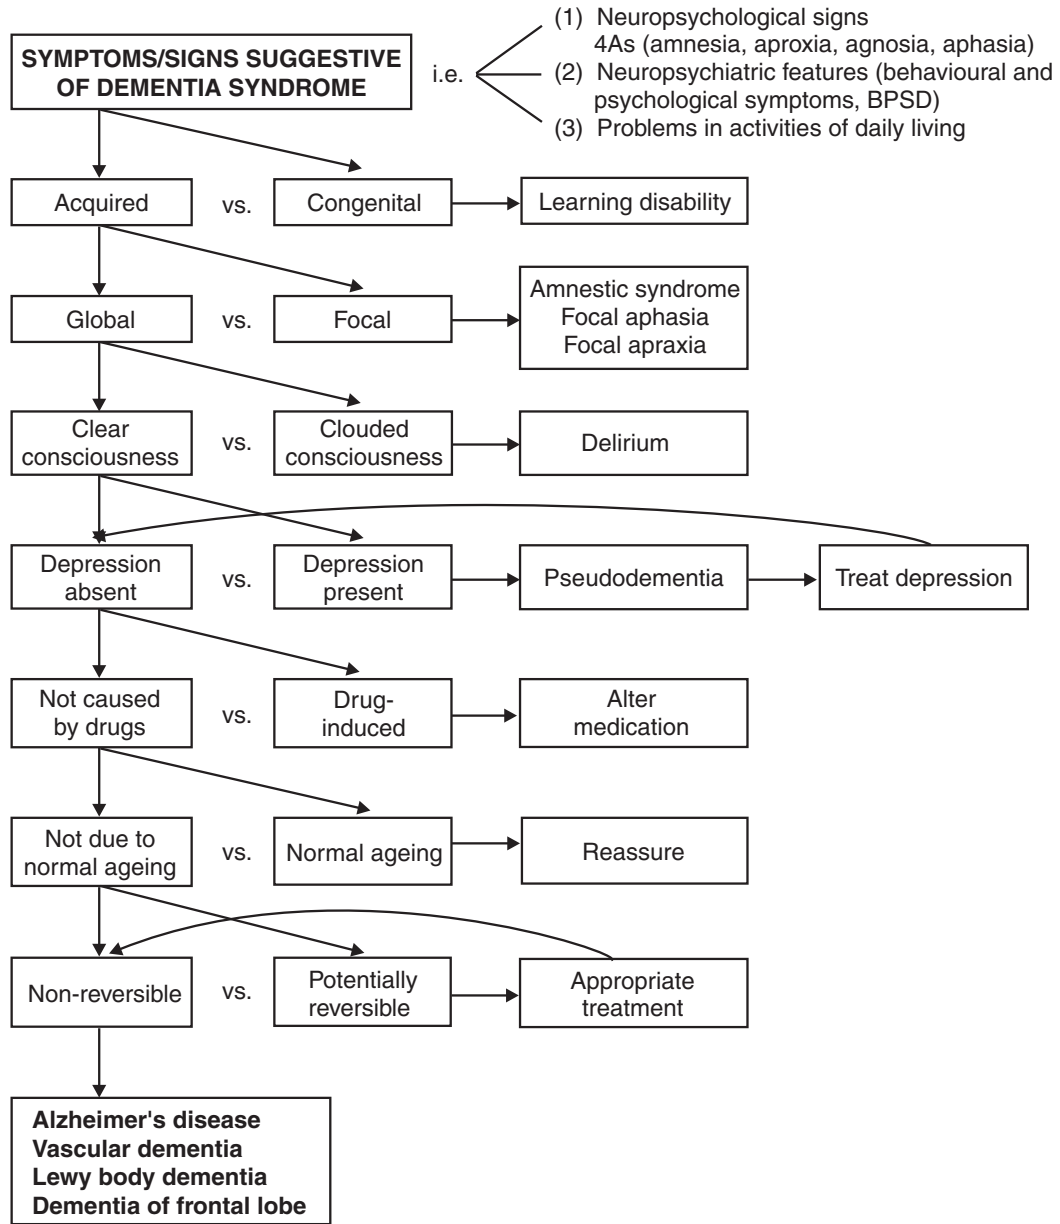 SYMPTOMS/SIGNS SUGGESTIVE
OF DEMENTIA SYNDROME
i.e.
(1) Neuropsychological signs
4As (amnesia, aproxia, agnosia, aphasia)
(2) Neuropsychiatric features (behavioural and
psychological symptoms, BPSD)
(3) Problems in activities of daily living
Acquired
vs.
Congenital
Learning disability
Global
vs.
Focal
Amnestic syndrome
Focal aphasia
Focal apraxia
Clear
consciousness
vs.
Clouded
consciousness
Delirium
Depression
absent
vs.
Depression
present
Pseudodementia
Treat depression
Not caused
by drugs
vs.
Drug-
induced
Alter
medication
Not due to
normal ageing
vs.
Normal ageing
Reassure
Non-reversible
vs.
Potentially
reversible
Appropriate
treatment
Alzheimer's disease
Vascular dementia
Lewy body dementia
Dementia of frontal lobe